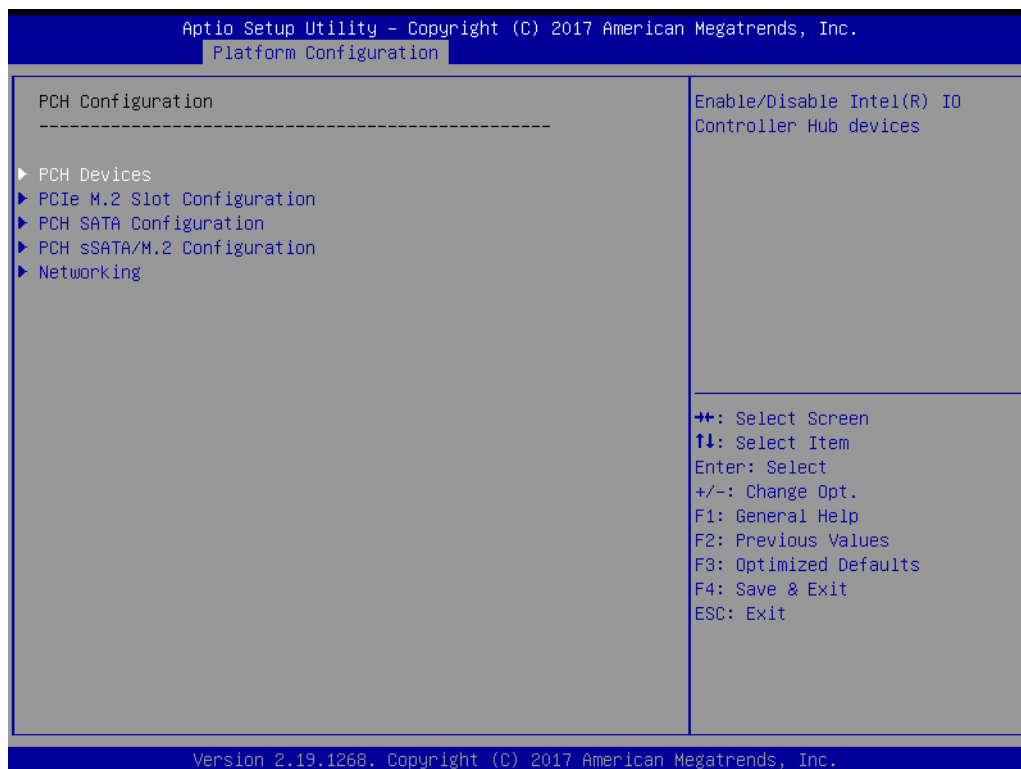 Aptio Setup Utility – Copyright (C) 2017 American Megatrends, Inc.
Platform Configuration
PCH Configuration
--------------------------------------------------
▶ PCH Devices
▶ PCIe M.2 Slot Configuration
▶ PCH SATA Configuration
▶ PCH sSATA/M.2 Configuration
▶ Networking
Enable/Disable Intel(R) IO
Controller Hub devices
→←: Select Screen
↑↓: Select Item
Enter: Select
+/-: Change Opt.
F1: General Help
F2: Previous Values
F3: Optimized Defaults
F4: Save & Exit
ESC: Exit
Version 2.19.1268. Copyright (C) 2017 American Megatrends, Inc.